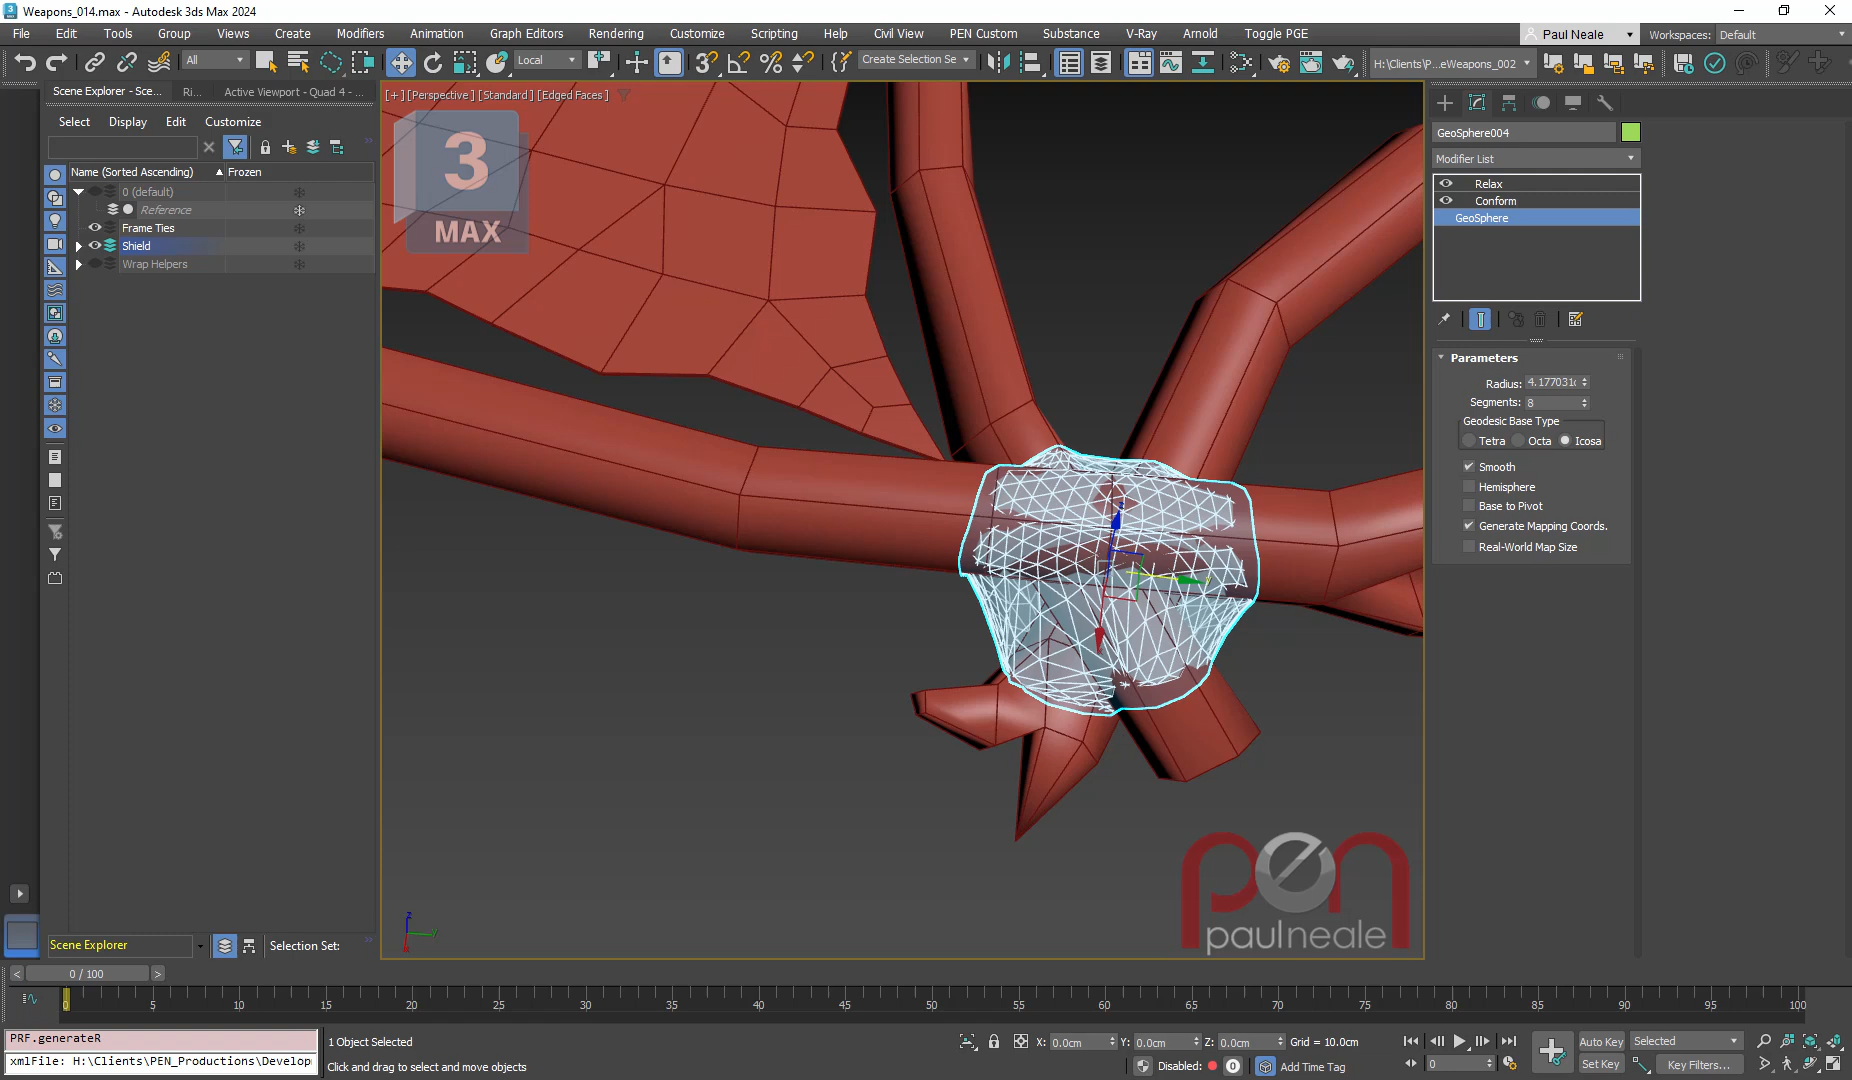 Weapons_014.max - Autodesk 3ds Max 2024
File Edit Tools Group Views Create Modifiers Animation Graph Editors Rendering Customize Scripting Help Civil View PEN Custom Substance V-Ray Arnold Toggle PGE
Paul Neale Workspaces: Default
All Local Create Selection Se H:\Clients\P...eWeapons_002
Scene Explorer - Sce... Ri... Active Viewport - Quad 4 - ...
Select Display Edit Customize
Name (Sorted Ascending) Frozen
0 (default)
Reference
Frame Ties
Shield
Wrap Helpers
[+] [Perspective] [Standard] [Edged Faces]
3
MAX
GeoSphere004
Modifier List
Relax
Conform
GeoSphere
Parameters
Radius: 4.17703
Segments: 8
Geodesic Base Type
Tetra Octa Icosa
Smooth
Hemisphere
Base to Pivot
Generate Mapping Coords.
Real-World Map Size
pen
paulneale
Scene Explorer Selection Set:
< 0 / 100 >
0 5 10 15 20 25 30 35 40 45 50 55 60 65 70 75 80 85 90 95 100
PRF.generateR
xmlFile: H:\Clients\PEN_Productions\Develop
1 Object Selected
Click and drag to select and move objects
X: 0.0cm Y: 0.0cm Z: 0.0cm Grid = 10.0cm
Disabled: 0 Add Time Tag
0
Auto Key Selected
Set Key Key Filters...